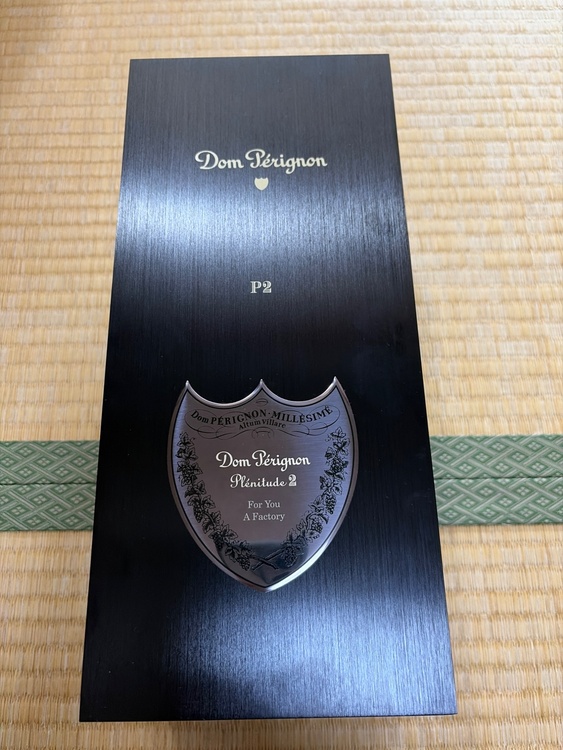 Dom Pérignon
P2
Dom PÉRIGNON·MILLÉSIMÉ
Altum Villare
Dom Pérignon
Plénitude 2
For You
A Factory